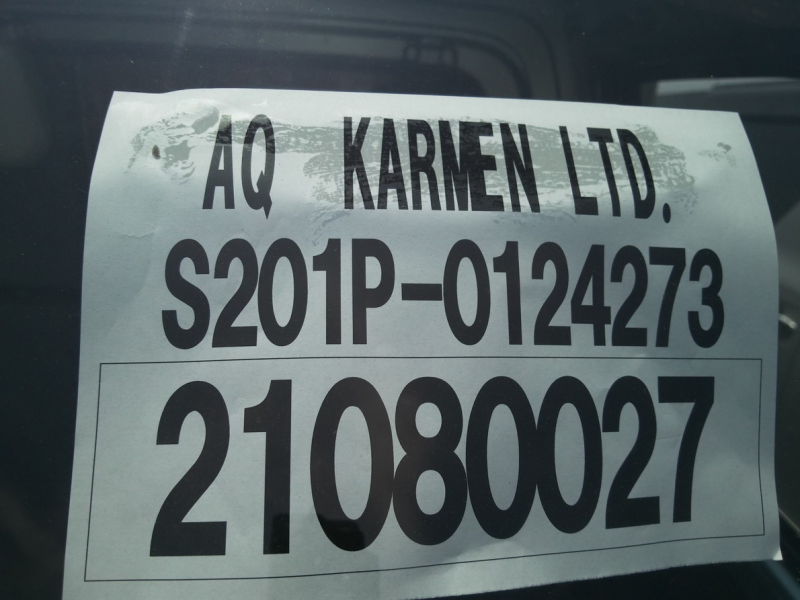 AQ KARMEN LTD.
S201P-0124273
21080027